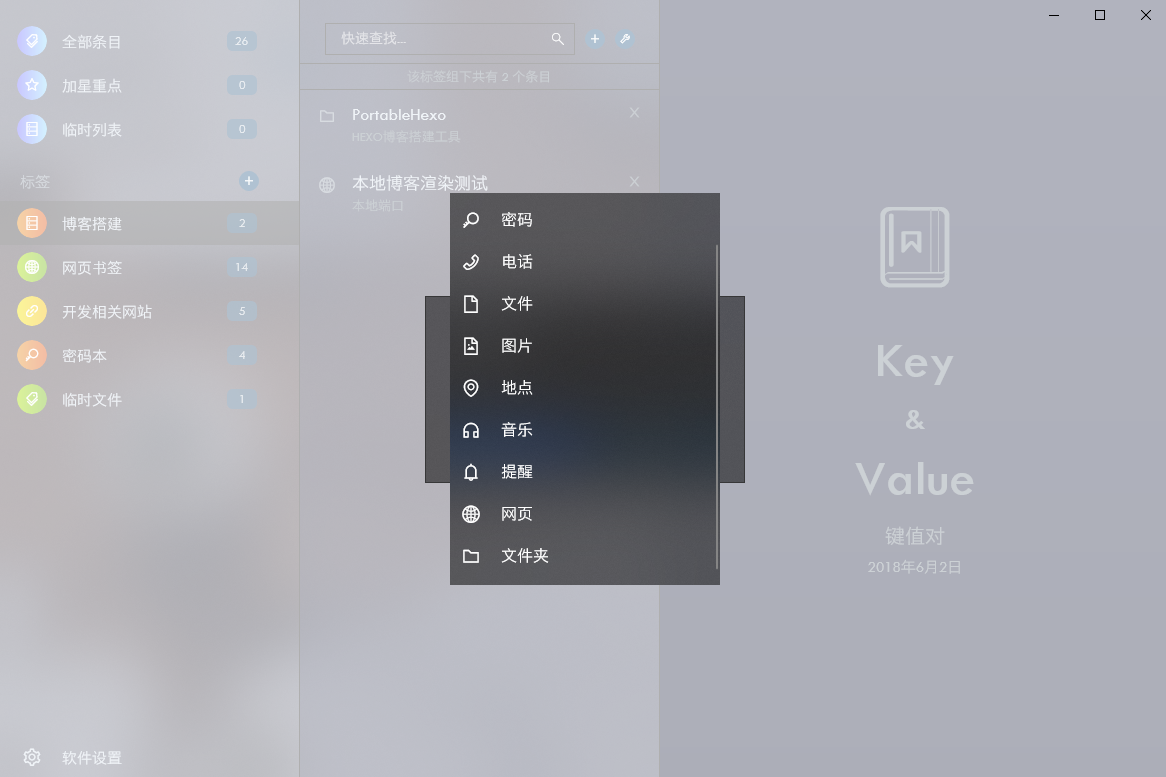 全部条目 26
加星重点 0
临时列表 0
标签
博客搭建 2
网页书签 14
开发相关网站 5
密码本 4
临时文件 1
软件设置
快速查找...
该标签组下共有 2 个条目
PortableHexo
HEXO博客搭建工具
本地博客渲染测试
本地端口
密码
电话
文件
图片
地点
音乐
提醒
网页
文件夹
Key
&
Value
键值对
2018年6月2日